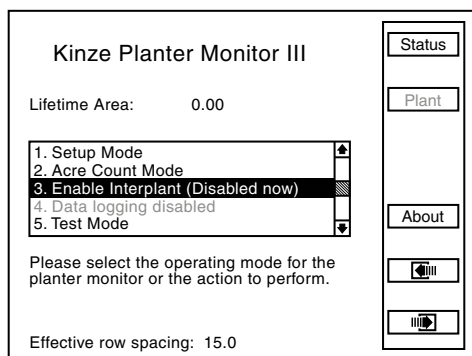 Kinze Planter Monitor III
Lifetime Area: 0.00
1. Setup Mode
2. Acre Count Mode
3. Enable Interplant (Disabled now)
4. Data logging disabled
5. Test Mode
Please select the operating mode for the
planter monitor or the action to perform.
Effective row spacing: 15.0
Status
Plant
About